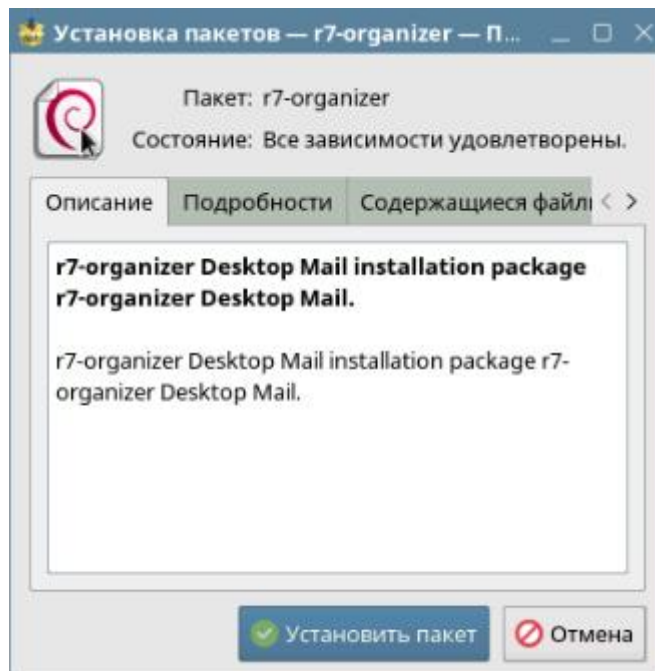 Установка пакетов — r7-organizer — П...
Пакет: r7-organizer
Состояние: Все зависимости удовлетворены.
Описание Подробности Содержащиеся файлы
r7-organizer Desktop Mail installation package
r7-organizer Desktop Mail.
r7-organizer Desktop Mail installation package r7-
organizer Desktop Mail.
Установить пакет Отмена